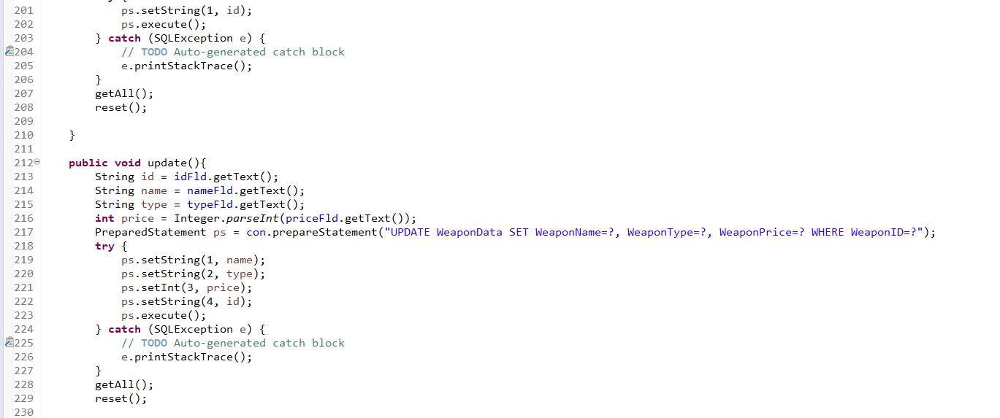 201 ps.setString(1, id);
202 ps.execute();
203 } catch (SQLException e) {
204 // TODO Auto-generated catch block
205 e.printStackTrace();
206 }
207 getAll();
208 reset();
209
210 }
211
212 public void update(){
213 String id = idFld.getText();
214 String name = nameFld.getText();
215 String type = typeFld.getText();
216 int price = Integer.parseInt(priceFld.getText());
217 PreparedStatement ps = con.prepareStatement("UPDATE WeaponData SET WeaponName=?, WeaponType=?, WeaponPrice=? WHERE WeaponID=?");
218 try {
219 ps.setString(1, name);
220 ps.setString(2, type);
221 ps.setInt(3, price);
222 ps.setString(4, id);
223 ps.execute();
224 } catch (SQLException e) {
225 // TODO Auto-generated catch block
226 e.printStackTrace();
227 }
228 getAll();
229 reset();
230